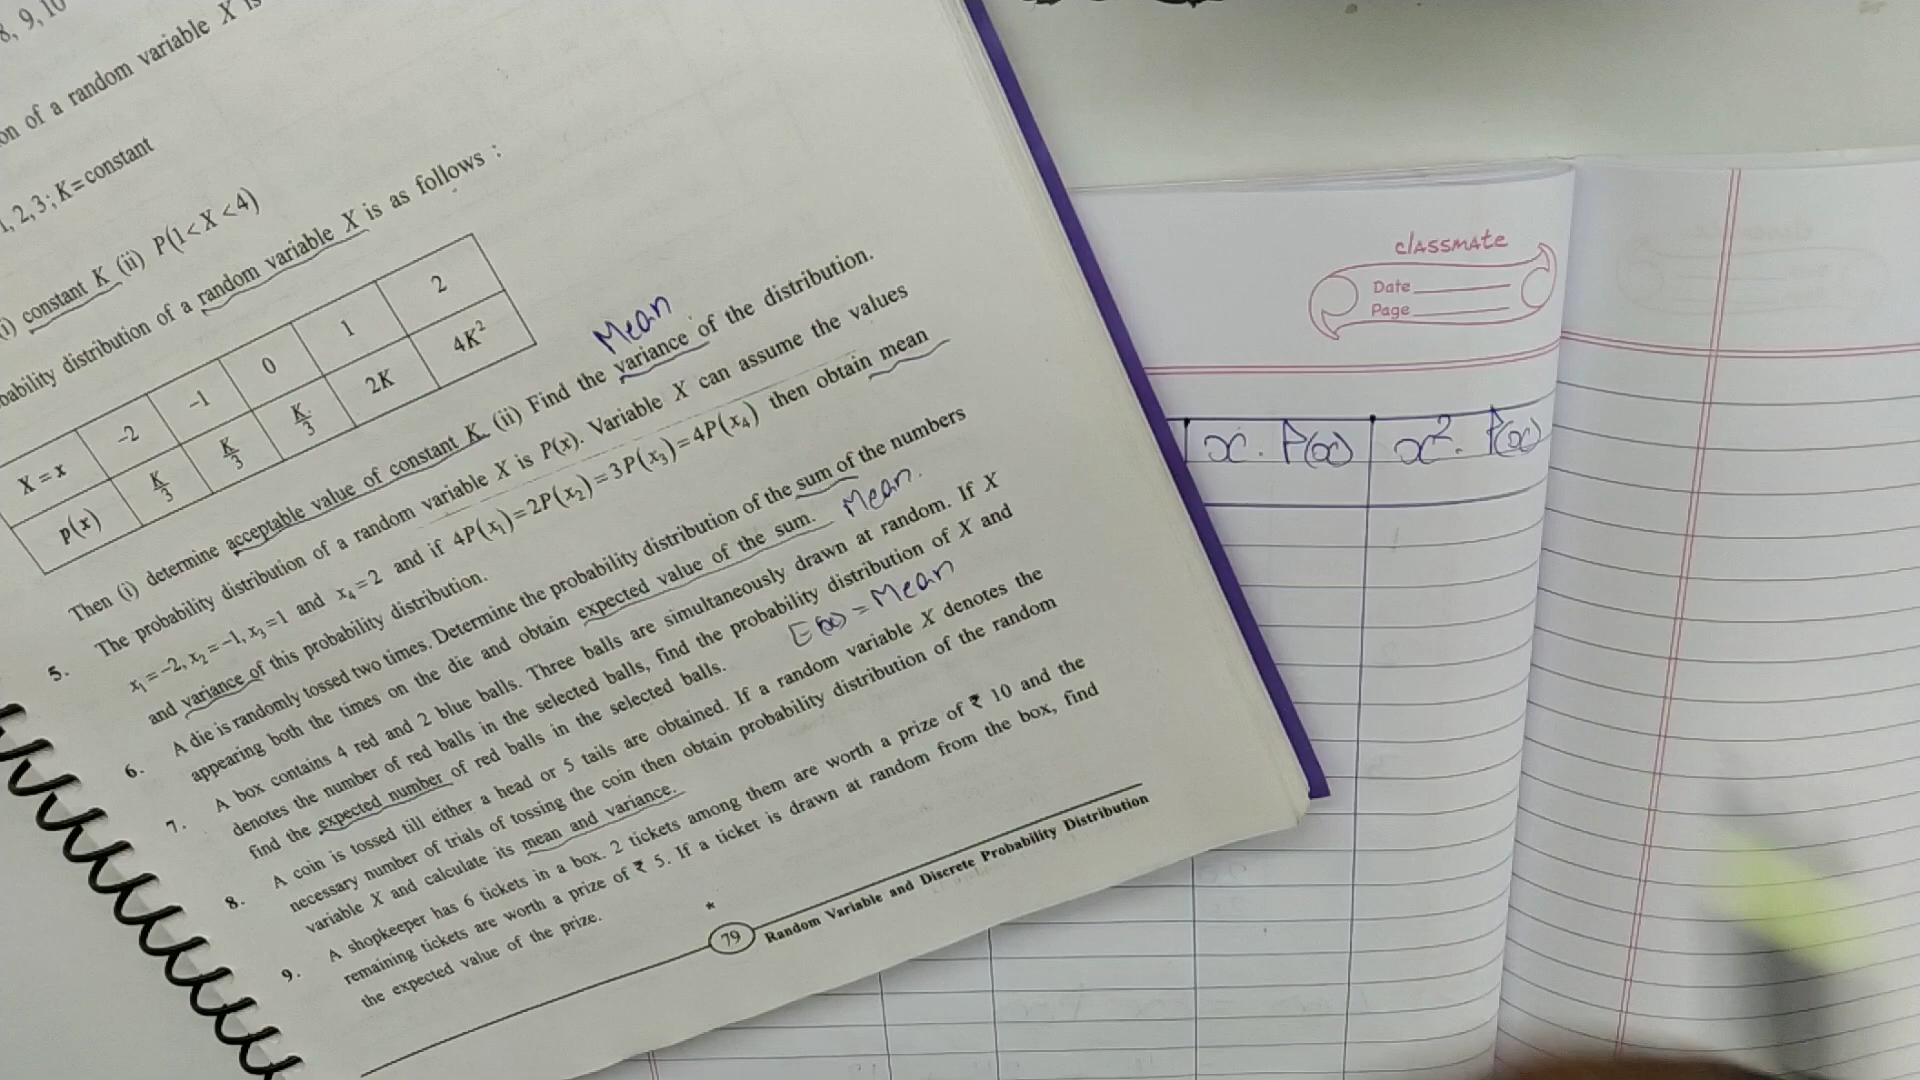 8, 9, 10
on of a random variable X is
1, 2, 3 ; K = constant
(i) constant K (ii) P(1 < X < 4)
bability distribution of a random variable X is as follows :
X = x -2 -1 0 1 2
p(x) K/3 K/3 K/3 2K 4K²
Mean
Then (i) determine acceptable value of constant K. (ii) Find the variance of the distribution.
5. The probability distribution of a random variable X is P(x). Variable X can assume the values
x₁ = -2, x₂ = -1, x₃ = 1 and x₄ = 2 and if 4P(x₁) = 2P(x₂) = 3P(x₃) = 4P(x₄) then obtain mean
and variance of this probability distribution.
6. A die is randomly tossed two times. Determine the probability distribution of the sum of the numbers
appearing both the times on the die and obtain expected value of the sum. Mean.
7. A box contains 4 red and 2 blue balls. Three balls are simultaneously drawn at random. If X
denotes the number of red balls in the selected balls, find the probability distribution of X and
find the expected number of red balls in the selected balls. E(x) = Mean
8. A coin is tossed till either a head or 5 tails are obtained. If a random variable X denotes the
necessary number of trials of tossing the coin then obtain probability distribution of the random
variable X and calculate its mean and variance.
9. A shopkeeper has 6 tickets in a box. 2 tickets among them are worth a prize of ₹ 10 and the
remaining tickets are worth a prize of ₹ 5. If a ticket is drawn at random from the box, find
the expected value of the prize.
*
79 Random Variable and Discrete Probability Distribution
classmate
Date
Page
x . P(x) x² . P(x)